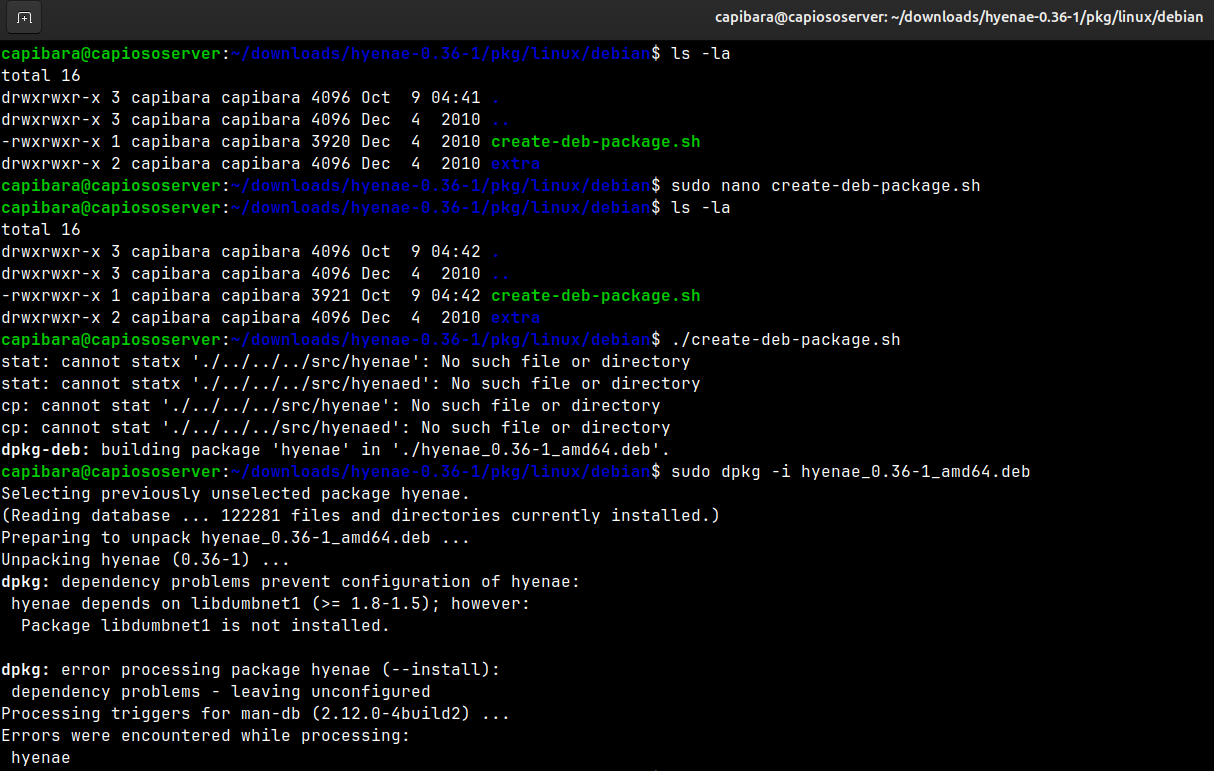 capibara@capiososerver: ~/downloads/hyenae-0.36-1/pkg/linux/debian
capibara@capiososerver:~/downloads/hyenae-0.36-1/pkg/linux/debian$ ls -la
total 16
drwxrwxr-x 3 capibara capibara 4096 Oct  9 04:41 .
drwxrwxr-x 3 capibara capibara 4096 Dec  4  2010 ..
-rwxrwxr-x 1 capibara capibara 3920 Dec  4  2010 create-deb-package.sh
drwxrwxr-x 2 capibara capibara 4096 Dec  4  2010 extra
capibara@capiososerver:~/downloads/hyenae-0.36-1/pkg/linux/debian$ sudo nano create-deb-package.sh
capibara@capiososerver:~/downloads/hyenae-0.36-1/pkg/linux/debian$ ls -la
total 16
drwxrwxr-x 3 capibara capibara 4096 Oct  9 04:42 .
drwxrwxr-x 3 capibara capibara 4096 Dec  4  2010 ..
-rwxrwxr-x 1 capibara capibara 3921 Oct  9 04:42 create-deb-package.sh
drwxrwxr-x 2 capibara capibara 4096 Dec  4  2010 extra
capibara@capiososerver:~/downloads/hyenae-0.36-1/pkg/linux/debian$ ./create-deb-package.sh
stat: cannot statx './../../../src/hyenae': No such file or directory
stat: cannot statx './../../../src/hyenaed': No such file or directory
cp: cannot stat './../../../src/hyenae': No such file or directory
cp: cannot stat './../../../src/hyenaed': No such file or directory
dpkg-deb: building package 'hyenae' in './hyenae_0.36-1_amd64.deb'.
capibara@capiososerver:~/downloads/hyenae-0.36-1/pkg/linux/debian$ sudo dpkg -i hyenae_0.36-1_amd64.deb
Selecting previously unselected package hyenae.
(Reading database ... 122281 files and directories currently installed.)
Preparing to unpack hyenae_0.36-1_amd64.deb ...
Unpacking hyenae (0.36-1) ...
dpkg: dependency problems prevent configuration of hyenae:
 hyenae depends on libdumbnet1 (>= 1.8-1.5); however:
  Package libdumbnet1 is not installed.

dpkg: error processing package hyenae (--install):
 dependency problems - leaving unconfigured
Processing triggers for man-db (2.12.0-4build2) ...
Errors were encountered while processing:
 hyenae